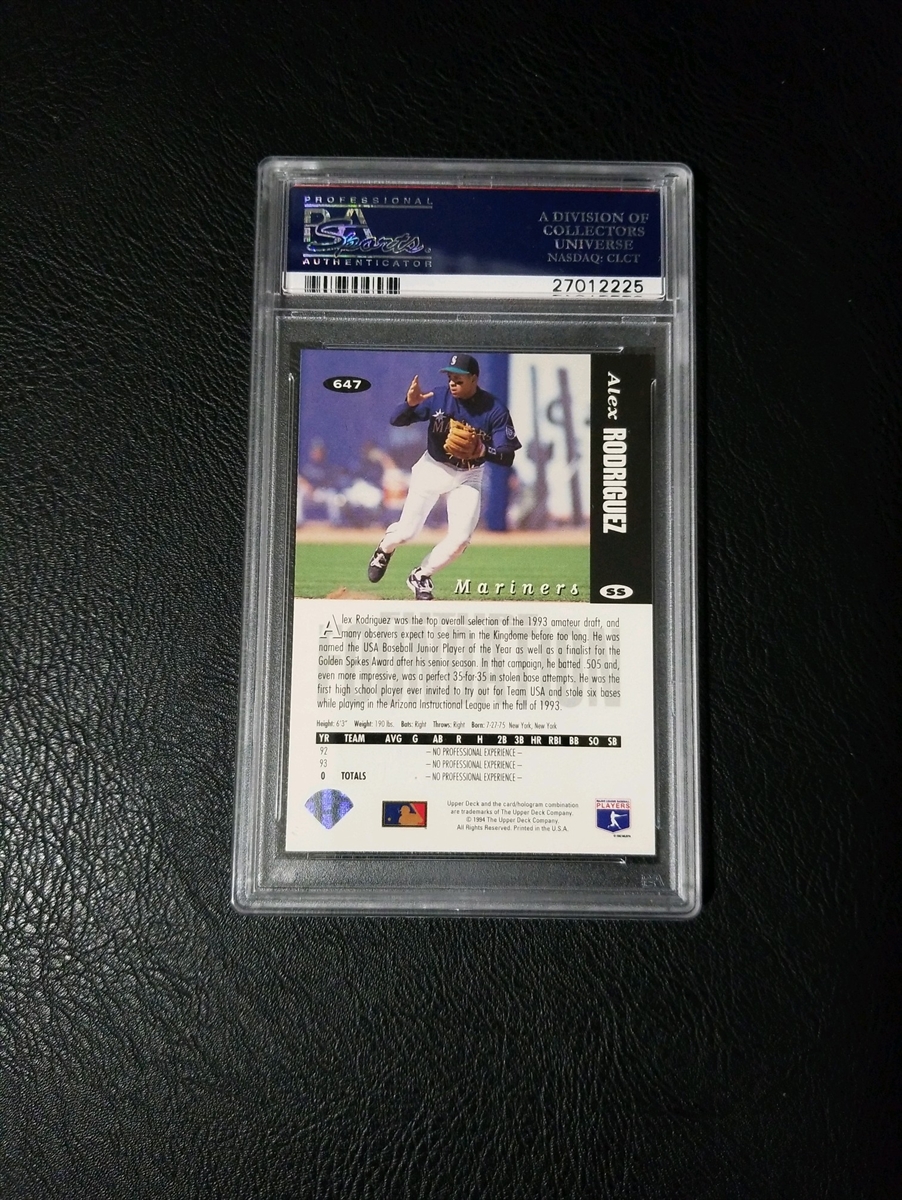 PROFESSIONAL
PSA
Sports.
AUTHENTICATOR
A DIVISION OF
COLLECTORS
UNIVERSE
NASDAQ: CLCT
27012225
647
Alex RODRIGUEZ
Mariners
SS
Alex Rodriguez was the top overall selection of the 1993 amateur draft, and
many observers expect to see him in the Kingdome before too long. He was
named the USA Baseball Junior Player of the Year as well as a finalist for the
Golden Spikes Award after his senior season. In that campaign, he batted .505 and,
even more impressive, was a perfect 35-for-35 in stolen base attempts. He was the
first high school player ever invited to try out for Team USA and stole six bases
while playing in the Arizona Instructional League in the fall of 1993.
Height: 6'3" Weight: 190 lbs. Bats: Right Throws: Right Born: 7-27-75 New York, New York
YR TEAM AVG G AB R H 2B 3B HR RBI BB SO SB
92 – NO PROFESSIONAL EXPERIENCE –
93 – NO PROFESSIONAL EXPERIENCE –
0 TOTALS – NO PROFESSIONAL EXPERIENCE –
Upper Deck and the card/hologram combination
are trademarks of The Upper Deck Company.
© 1994 The Upper Deck Company.
All Rights Reserved. Printed in the U.S.A.
PLAYERS